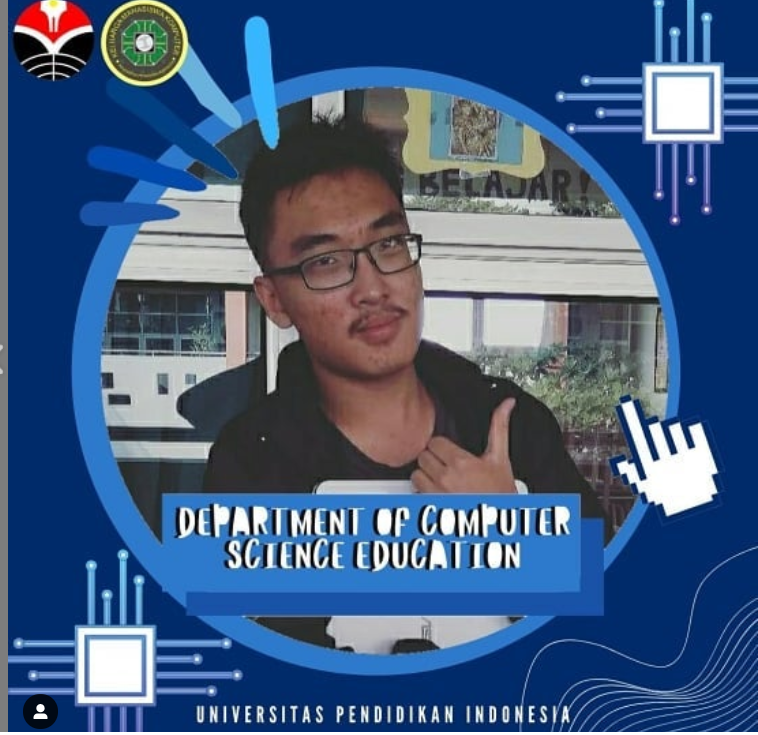 BELAJAR!
DEPARTMENT OF COMPUTER
SCIENCE EDUCATION
UNIVERSITAS PENDIDIKAN INDONESIA